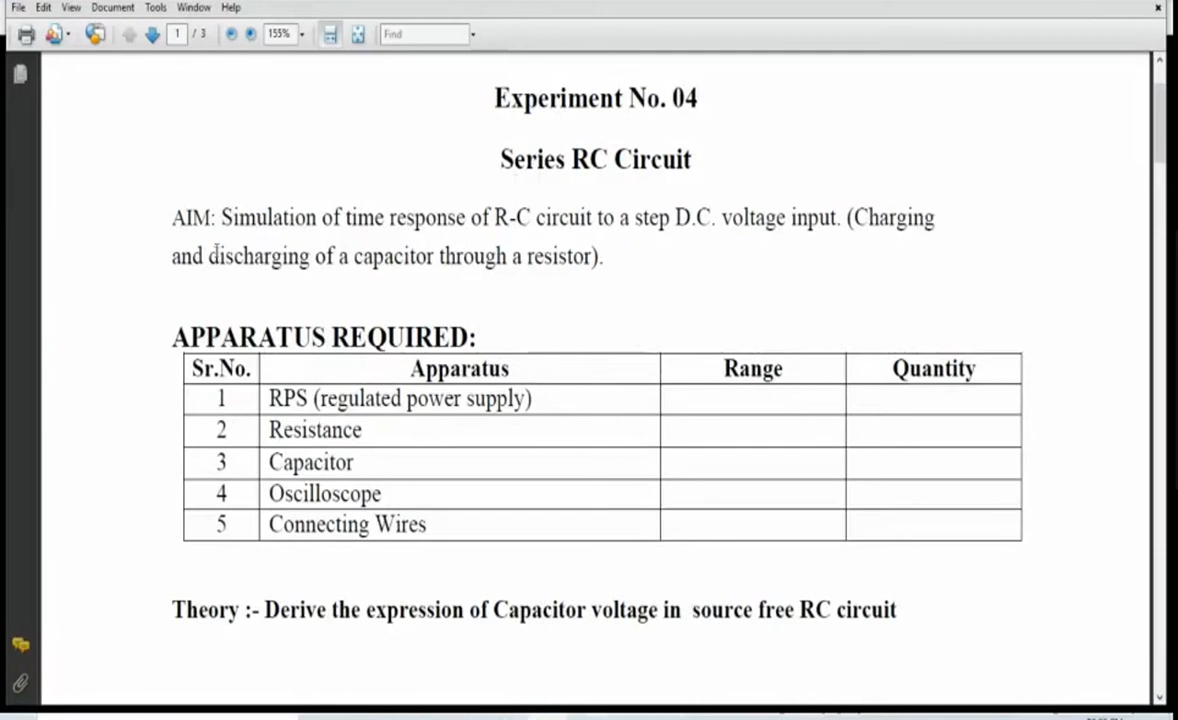 File Edit View Document Tools Window Help
1 / 3 155% Find
Experiment No. 04
Series RC Circuit
AIM: Simulation of time response of R-C circuit to a step D.C. voltage input. (Charging
and discharging of a capacitor through a resistor).
APPARATUS REQUIRED:
Sr.No. Apparatus Range Quantity
1 RPS (regulated power supply)
2 Resistance
3 Capacitor
4 Oscilloscope
5 Connecting Wires
Theory :- Derive the expression of Capacitor voltage in source free RC circuit